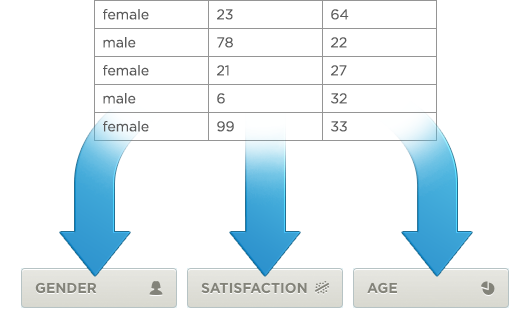 female 23 64
male 78 22
female 21 27
male 6 32
female 99 33
GENDER SATISFACTION AGE